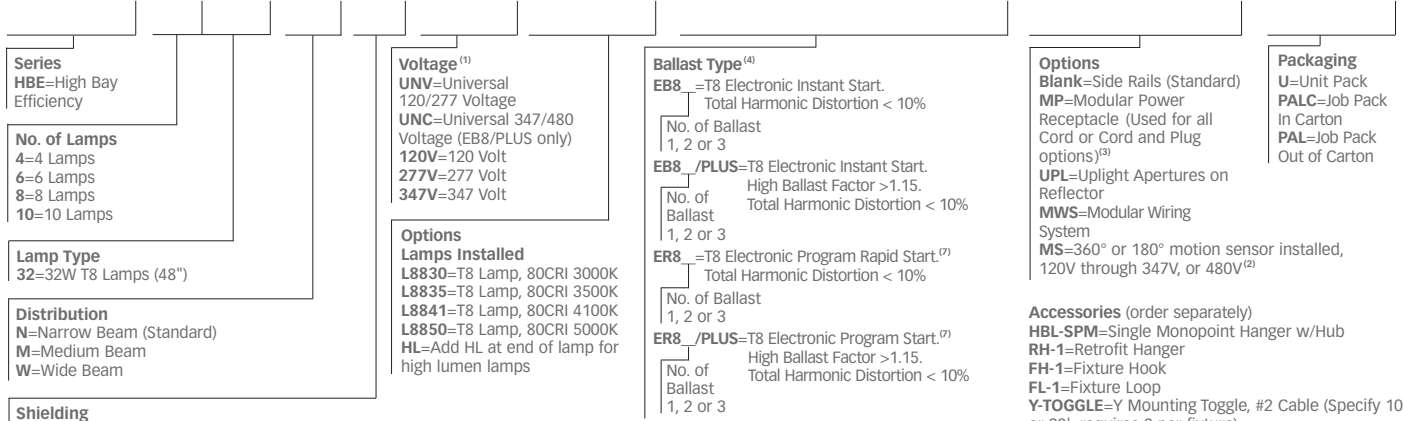 Series
HBE=High Bay
Efficiency
No. of Lamps
4=4 Lamps
6=6 Lamps
8=8 Lamps
10=10 Lamps
Lamp Type
32=32W T8 Lamps (48")
Distribution
N=Narrow Beam (Standard)
M=Medium Beam
W=Wide Beam
Shielding
Voltage (1)
UNV=Universal
120/277 Voltage
UNC=Universal 347/480
Voltage (EB8/PLUS only)
120V=120 Volt
277V=277 Volt
347V=347 Volt
Options
Lamps Installed
L8830=T8 Lamp, 80CRI 3000K
L8835=T8 Lamp, 80CRI 3500K
L8841=T8 Lamp, 80CRI 4100K
L8850=T8 Lamp, 80CRI 5000K
HL=Add HL at end of lamp for
high lumen lamps
Ballast Type(4)
EB8__=T8 Electronic Instant Start.
Total Harmonic Distortion < 10%
No. of Ballast
1, 2 or 3
EB8__/PLUS=T8 Electronic Instant Start.
High Ballast Factor >1.15.
Total Harmonic Distortion < 10%
No. of
Ballast
1, 2 or 3
ER8__=T8 Electronic Program Rapid Start.(7)
Total Harmonic Distortion < 10%
No. of Ballast
1, 2 or 3
ER8__/PLUS=T8 Electronic Program Start.(7)
High Ballast Factor >1.15.
Total Harmonic Distortion < 10%
No. of
Ballast
1, 2 or 3
Options
Blank=Side Rails (Standard)
MP=Modular Power
Receptacle (Used for all
Cord or Cord and Plug
options)(3)
UPL=Uplight Apertures on
Reflector
MWS=Modular Wiring
System
MS=360° or 180° motion sensor installed,
120V through 347V, or 480V(2)
Accessories (order separately)
HBL-SPM=Single Monopoint Hanger w/Hub
RH-1=Retrofit Hanger
FH-1=Fixture Hook
FL-1=Fixture Loop
Y-TOGGLE=Y Mounting Toggle, #2 Cable (Specify 10
Packaging
U=Unit Pack
PALC=Job Pack
In Carton
PAL=Job Pack
Out of Carton